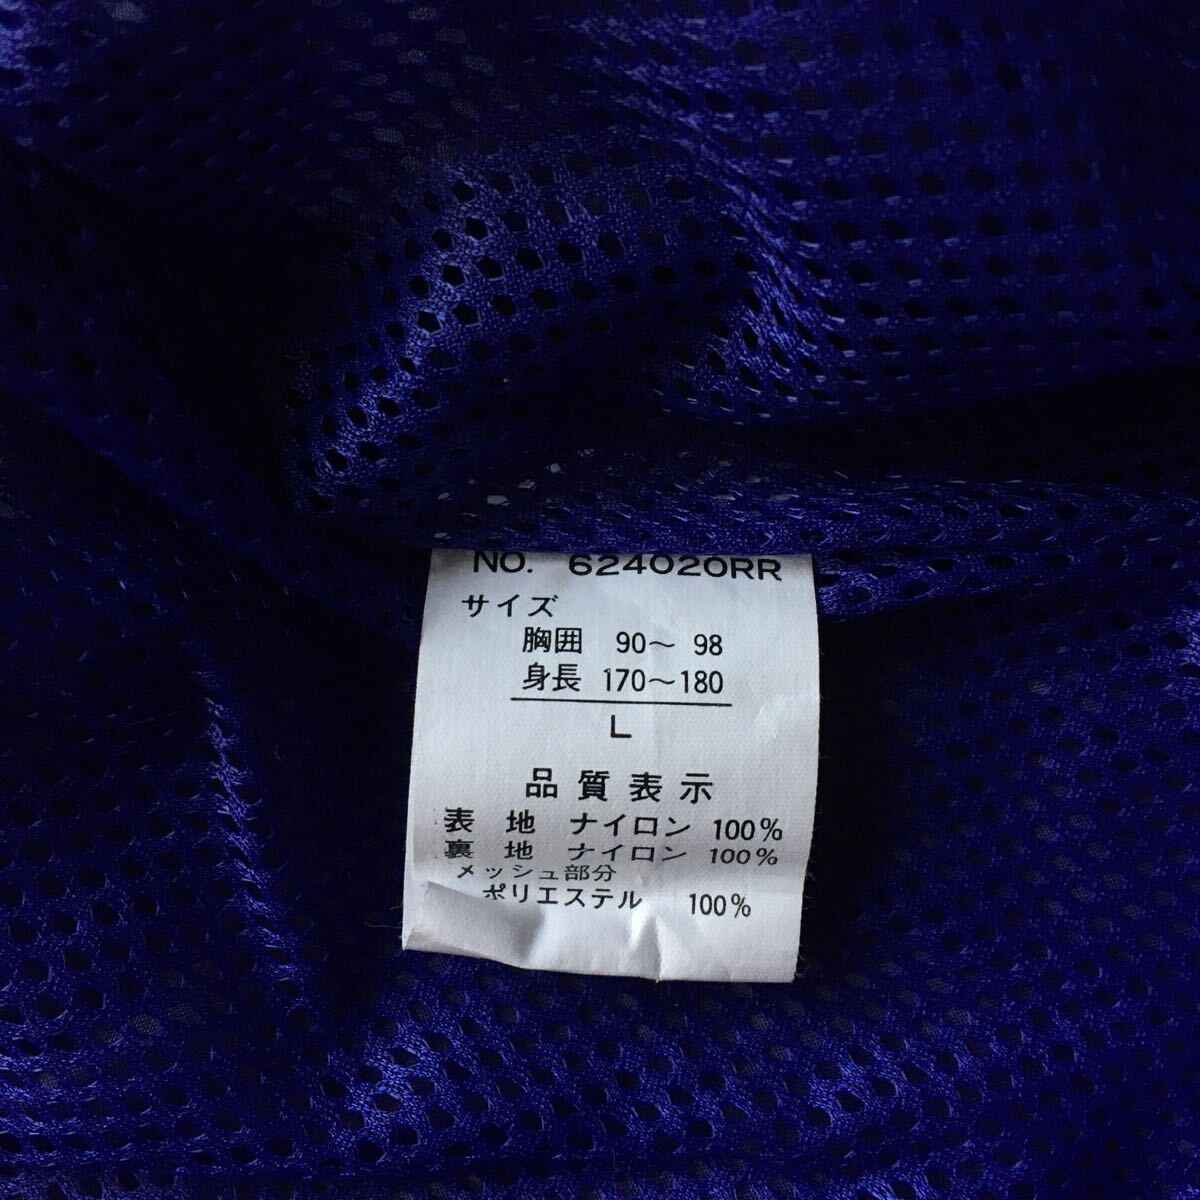 NO. 624020RR
サイズ
胸囲 90～ 98
身長 170～180
L
品質表示
表 地 ナイロン 100%
裏 地 ナイロン 100%
メッシュ部分
ポリエステル 100%